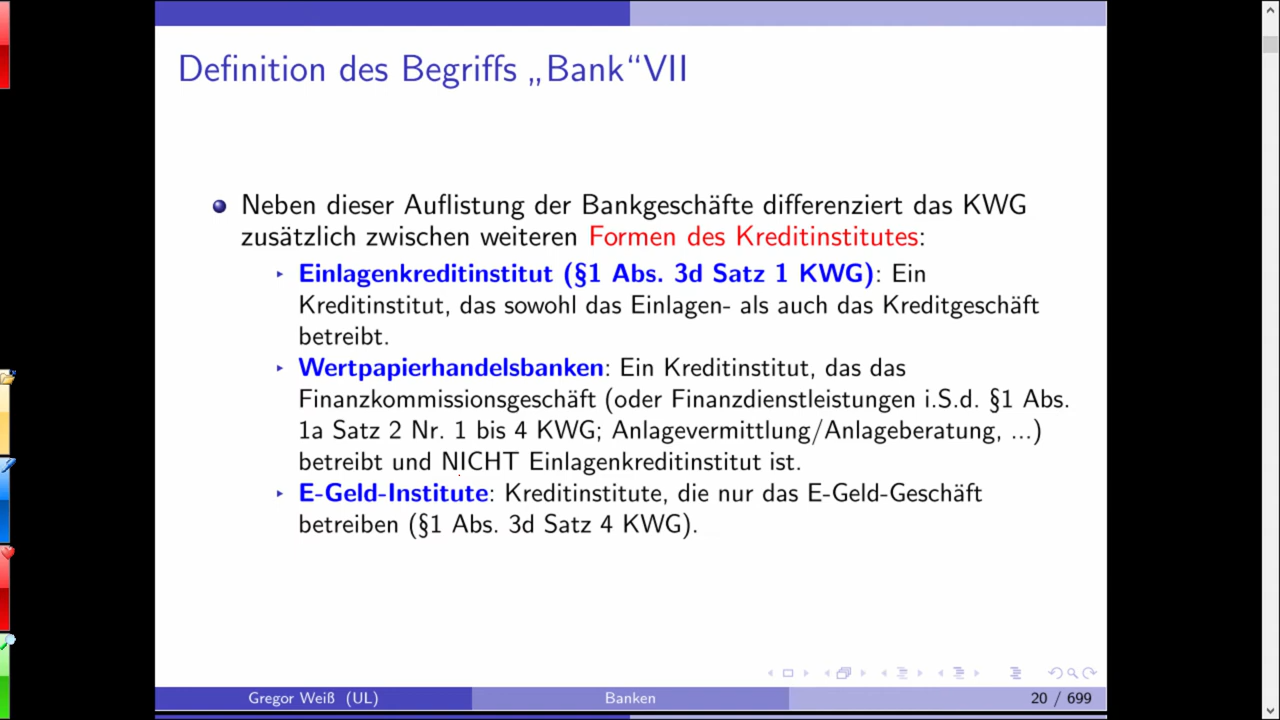 Definition des Begriffs „Bank“VII
Neben dieser Auflistung der Bankgeschäfte differenziert das KWG
zusätzlich zwischen weiteren Formen des Kreditinstitutes:
Einlagenkreditinstitut (§1 Abs. 3d Satz 1 KWG): Ein
Kreditinstitut, das sowohl das Einlagen- als auch das Kreditgeschäft
betreibt.
Wertpapierhandelsbanken: Ein Kreditinstitut, das das
Finanzkommissionsgeschäft (oder Finanzdienstleistungen i.S.d. §1 Abs.
1a Satz 2 Nr. 1 bis 4 KWG; Anlagevermittlung/Anlageberatung, ...)
betreibt und NICHT Einlagenkreditinstitut ist.
E-Geld-Institute: Kreditinstitute, die nur das E-Geld-Geschäft
betreiben (§1 Abs. 3d Satz 4 KWG).
Gregor Weiß (UL) Banken 20 / 699